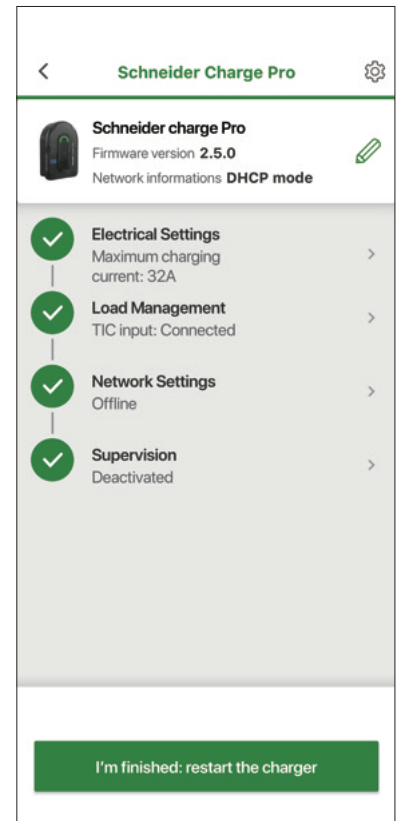 Schneider Charge Pro
Schneider charge Pro
Firmware version 2.5.0
Network informations DHCP mode
Electrical Settings
Maximum charging
current: 32A
Load Management
TIC input: Connected
Network Settings
Offline
Supervision
Deactivated
I'm finished: restart the charger